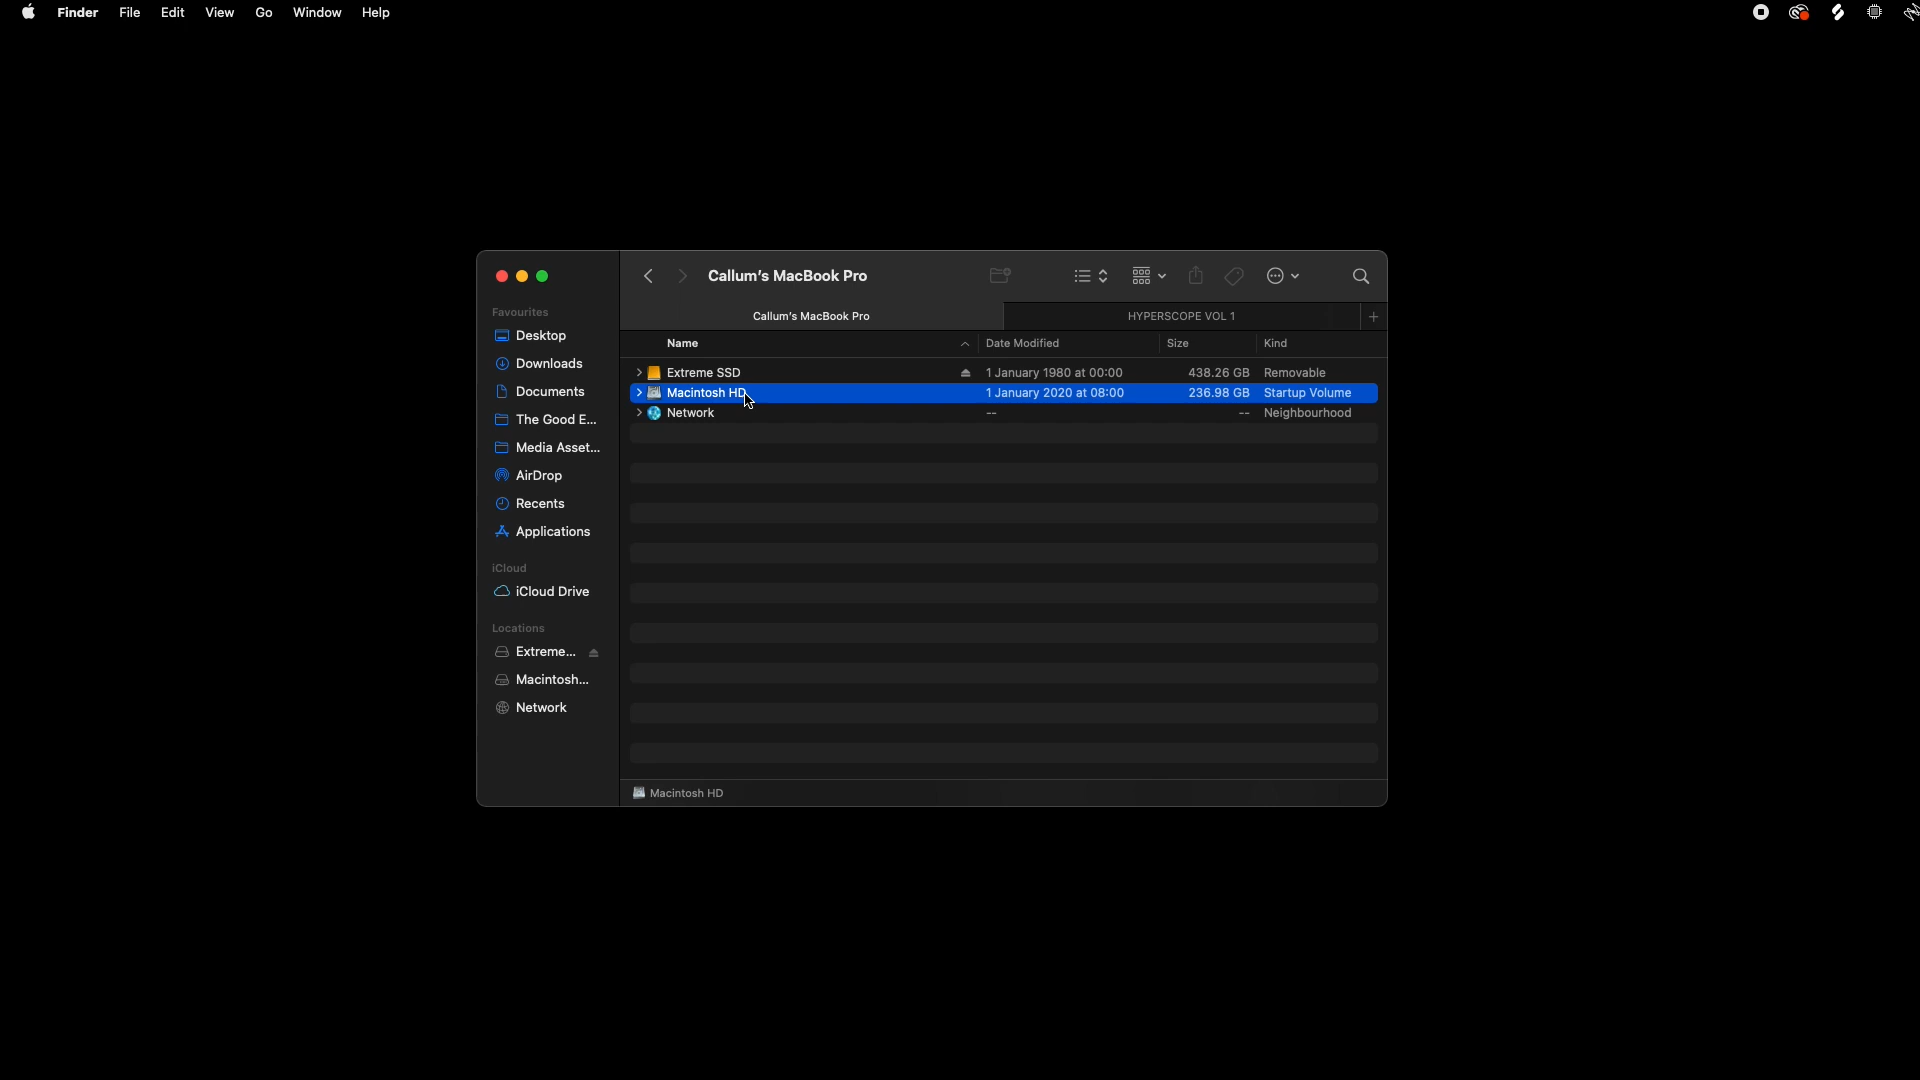 Finder File Edit View Go Window Help
Callum's MacBook Pro
Callum's MacBook Pro HYPERSCOPE VOL 1
Favourites
Desktop
Downloads
Documents
The Good E...
Media Asset...
AirDrop
Recents
Applications
iCloud
iCloud Drive
Locations
Extreme...
Macintosh...
Network
Name Date Modified Size Kind
Extreme SSD 1 January 1980 at 00:00 438.26 GB Removable
Macintosh HD 1 January 2020 at 08:00 236.98 GB Startup Volume
Network -- -- Neighbourhood
Macintosh HD